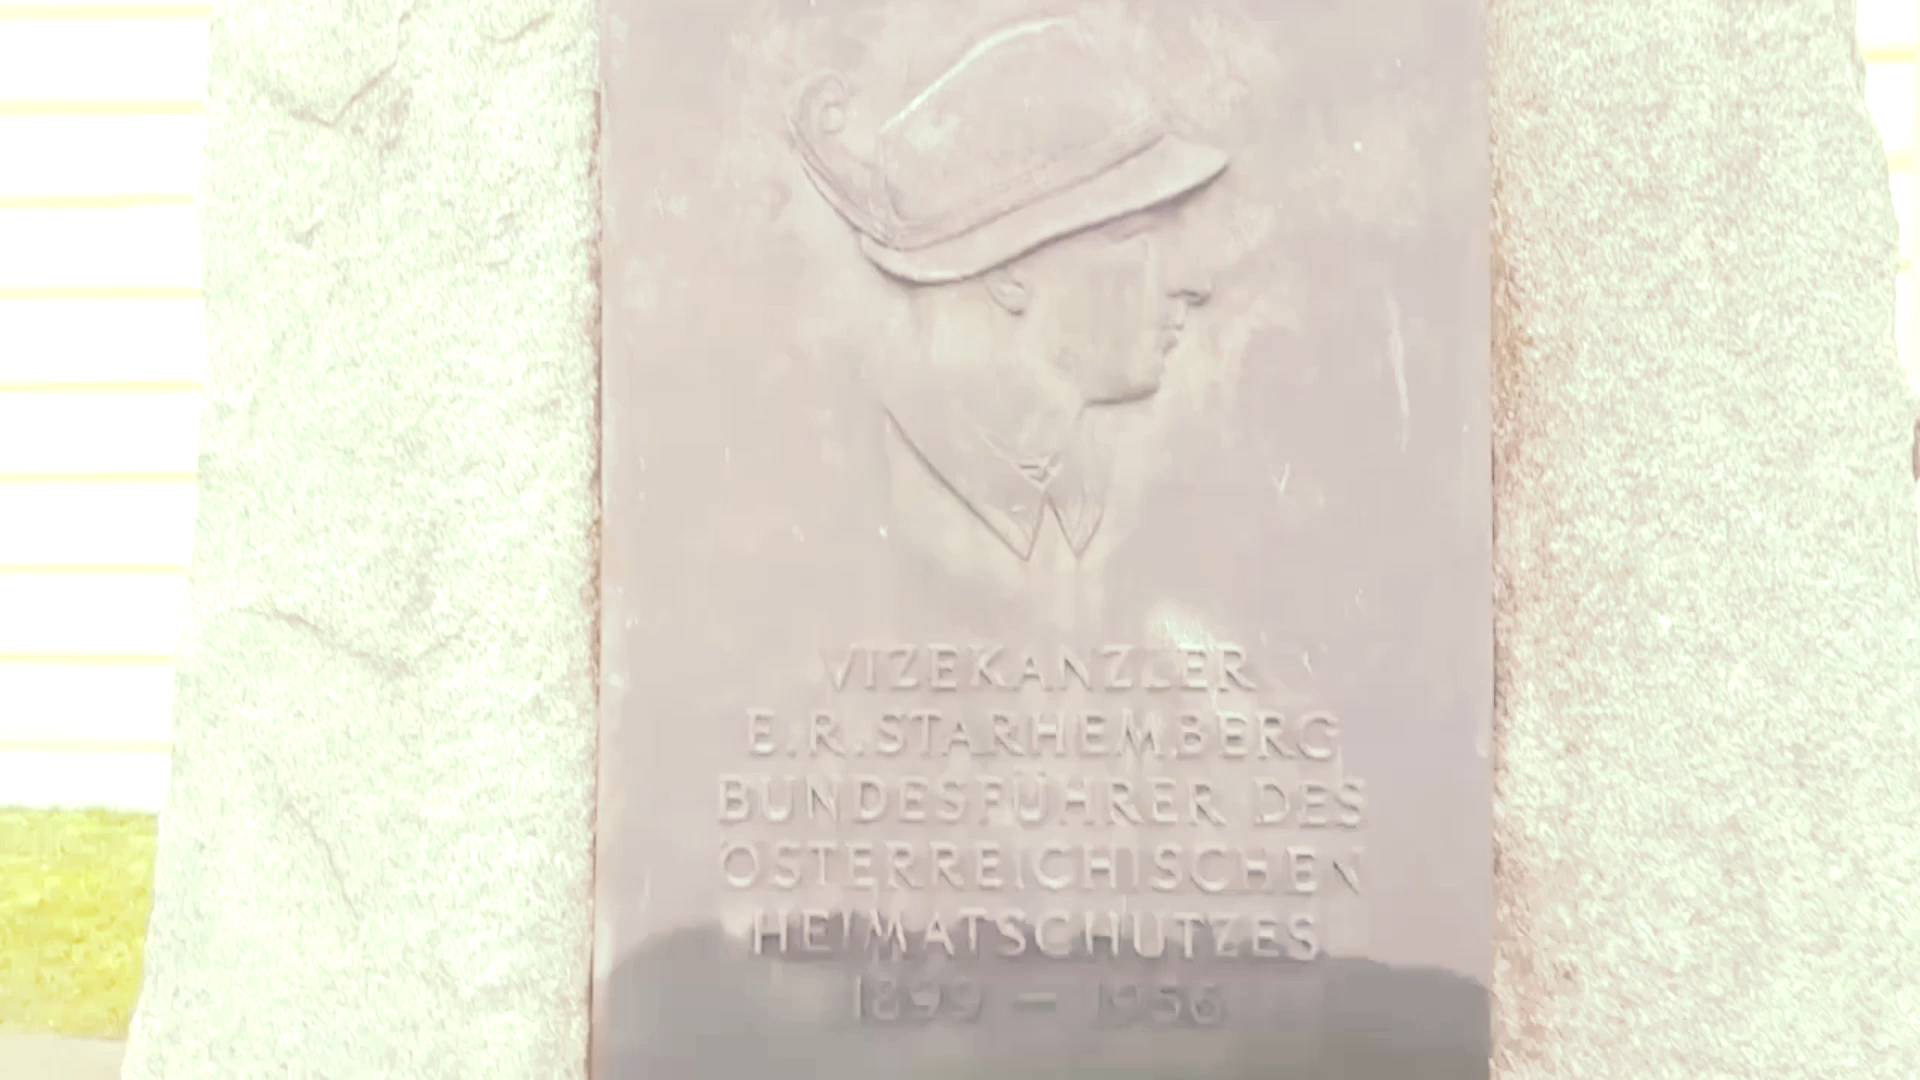 VIZEKANZLER
E.R.STARHEMBERG
BUNDESFÜHRER DES
ÖSTERREICHISCHEN
HEIMATSCHUTZES
1899 – 1956